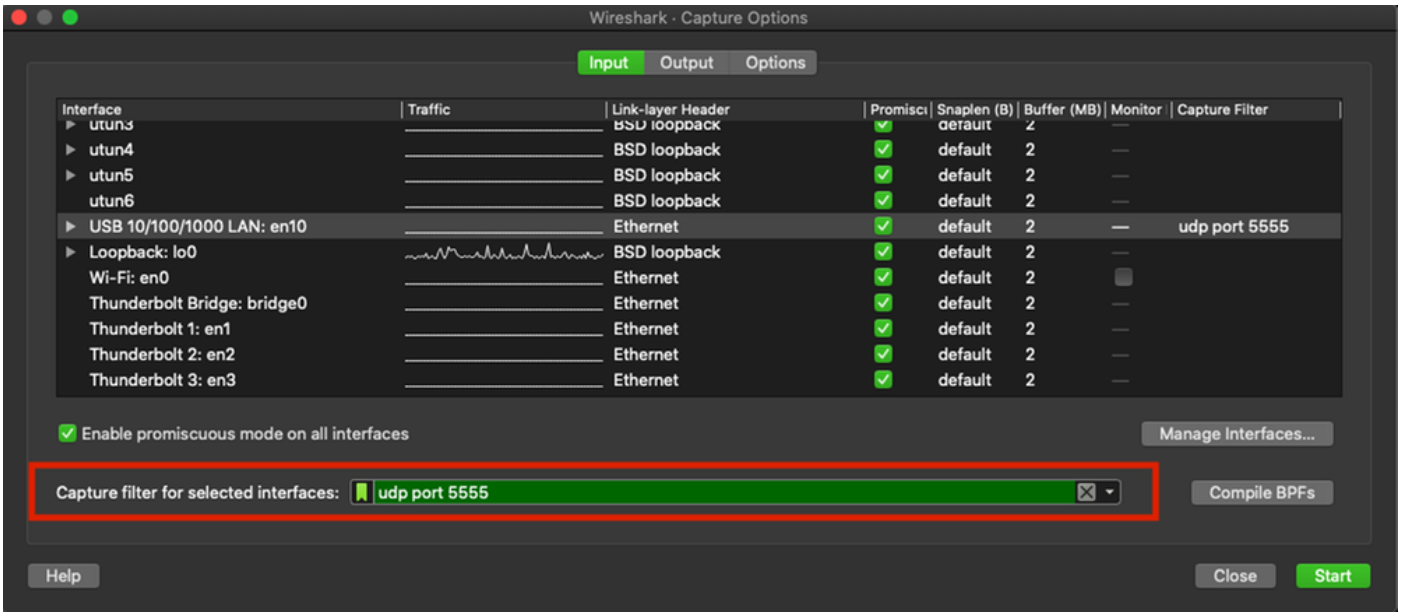 Wireshark · Capture Options
Input Output Options
Interface Traffic Link-layer Header Promisc Snaplen (B) Buffer (MB) Monitor Capture Filter
utun3 BSD loopback default 2 —
utun4 BSD loopback default 2 —
utun5 BSD loopback default 2 —
utun6 BSD loopback default 2 —
USB 10/100/1000 LAN: en10 Ethernet default 2 — udp port 5555
Loopback: lo0 BSD loopback default 2 —
Wi-Fi: en0 Ethernet default 2
Thunderbolt Bridge: bridge0 Ethernet default 2 —
Thunderbolt 1: en1 Ethernet default 2 —
Thunderbolt 2: en2 Ethernet default 2 —
Thunderbolt 3: en3 Ethernet default 2 —
Enable promiscuous mode on all interfaces Manage Interfaces...
Capture filter for selected interfaces: udp port 5555 Compile BPFs
Help Close Start